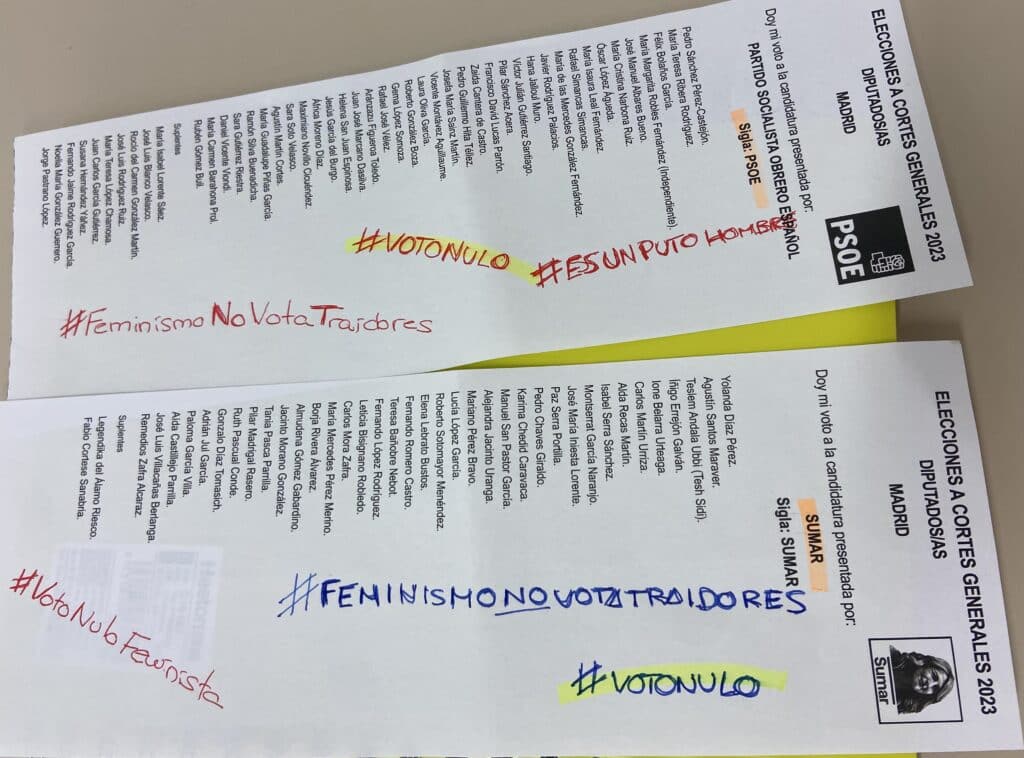 ELECCIONES A CORTES GENERALES 2023
DIPUTADOS/AS
MADRID
Doy mi voto a la candidatura presentada por:
PARTIDO SOCIALISTA OBRERO ESPAÑOL
Sigla: PSOE
PSOE
Pedro Sánchez Pérez-Castejón.
María Teresa Ribera Rodríguez.
Félix Bolaños García.
María Margarita Robles Fernández (Independiente).
José Manuel Albares Bueno.
María Cristina Narbona Ruiz.
Óscar López Águeda.
María Isaura Leal Fernández.
Rafael Simancas Simancas.
María de las Mercedes González Fernández.
Javier Rodríguez Palacios.
Hana Jalloul Muro.
Víctor Julián Gutiérrez Santiago.
Pilar Sánchez Acera.
Francisco David Lucas Parrón.
Zaida Cantera de Castro.
Pedro Guillermo Hita Téllez.
Josefa María Sáinz Martín.
Vicente Montávez Aguillaume.
Laura Oliva García.
Roberto González Boza.
Gema López Somoza.
Rafael José Vélez.
Aránzazu Figueroa Toledo.
Juan José Marcano Dasilva.
Helena San Juan Espinosa.
Jesús García del Burgo.
África Moreno Díaz.
Maximiano Novillo Cicuéndez.
Sara Soto Velasco.
Agustín Martín Cortes.
María Guadalupe Piñas García.
Ramón Silva Buenadicha.
Sara Gutiérrez Riestra.
Daniel Vicente Viondi.
María Carmen Barahona Prol.
Rubén Gómez Bull.
Suplentes
María Isabel Lorente Sáez.
José Luis Blanco Velasco.
Rocío del Carmen González Martín.
José Luis Rodríguez Ruiz.
María Teresa López Chamosa.
Juan Carlos García Gutiérrez.
Susana Hernández Yáñez.
Fernando Jaime Rodríguez García.
Noelia María González Guerrero.
Jorge Pastrano López.
#ESUNPUTO HOMBRE
#VOTONULO
#FeminismoNoVotaTraidores
ELECCIONES A CORTES GENERALES 2023
DIPUTADOS/AS
MADRID
Doy mi voto a la candidatura presentada por:
SUMAR
Sigla: SUMAR
Sumar
Yolanda Díaz Pérez.
Agustín Santos Maraver.
Tesiem Andala Ubbi (Tesh Sidi).
Íñigo Errejón Galván.
Ione Belarra Urteaga.
Carlos Martín Urriza.
Alda Recas Martín.
Isabel Serra Sánchez.
Montserrat García Naranjo.
José María Iniesta Lorente.
Paz Serra Portilla.
Pedro Chaves Giraldo.
Karima Chedid Caravaca.
Manuel San Pastor García.
Alejandra Jacinto Uranga.
Mariano Pérez Bravo.
Lucía López García.
Roberto Sotomayor Menéndez.
Elena Lebrato Bustos.
Fernando Romero Castro.
Teresa Bañobre Nebot.
Fernando López Rodríguez.
Leticia Bisignano Robledo.
Carlos Mora Zafra.
María Mercedes Pérez Merino.
Borja Rivera Álvarez.
Almudena Gómez Gabardino.
Jacinto Moreno González.
Tania Pasca Parrilla.
Pilar Madrigal Rasero.
Ruth Pascual Conde.
Gonzalo Díaz Tomasich.
Adrián Jul García.
Paloma García Villa.
Aida Castillejo Parrilla.
José Luis Villacañas Berlanga.
Remedios Zafra Alcaraz.
Suplentes
Legendika del Álamo Riesco.
Fabio Cortese Sanabria.
#VOTONULO
#FEMINISMONOVOTATRAIDORES
#VotoNuloFeminista